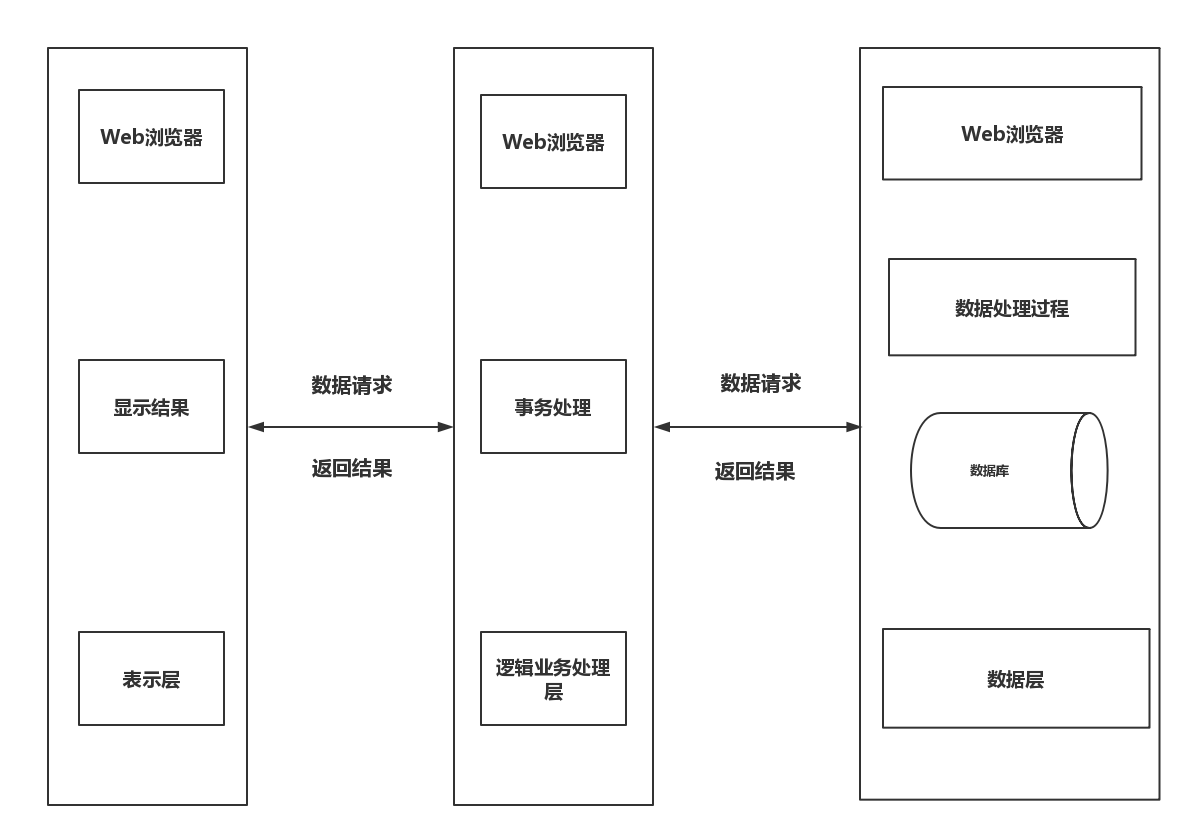 Web浏览器
显示结果
表示层
数据请求
返回结果
Web浏览器
事务处理
逻辑业务处理
层
数据请求
返回结果
Web浏览器
数据处理过程
数据库
数据层